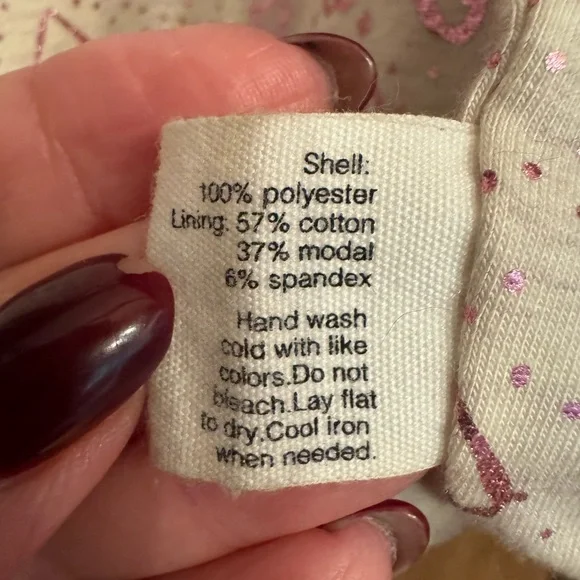 Shell:
100% polyester
Lining: 57% cotton
37% modal
6% spandex
Hand wash
cold with like
colors.Do not
bleach.Lay flat
to dry.Cool iron
when needed.